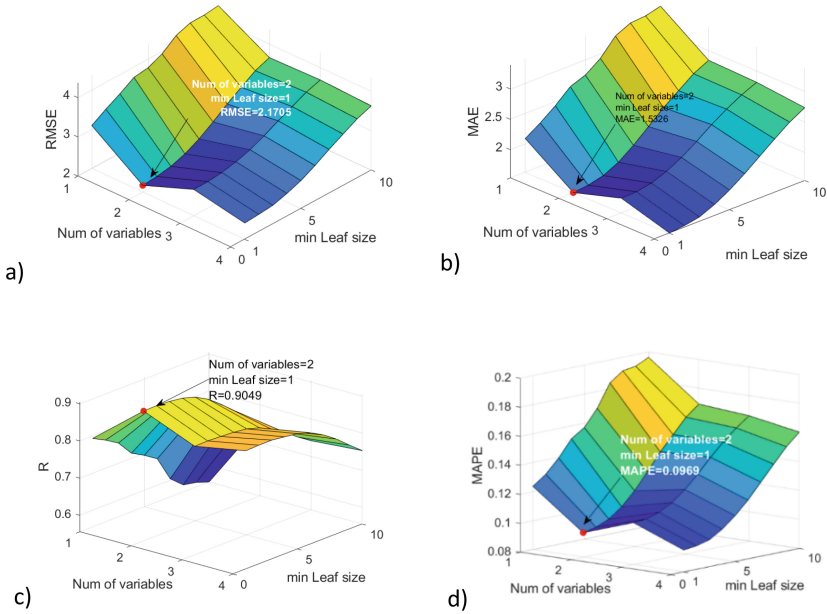 Num of variables=2
min Leaf size=1
RMSE=2.1705
RMSE
4
3
2
1
2
3
4
0
1
5
10
Num of variables
min Leaf size
a)
Num of variables=2
min Leaf size=1
MAE=1.5326
MAE
3
2.5
2
1.5
1
2
3
4
0
1
5
10
Num of variables
min Leaf size
b)
Num of variables=2
min Leaf size=1
R=0.9049
R
0.9
0.8
0.7
0.6
1
2
3
4
0
5
10
Num of variables
min Leaf size
c)
Num of variables=2
min Leaf size=1
MAPE=0.0969
MAPE
0.2
0.18
0.16
0.14
0.12
0.1
0.08
1
2
3
4
0
1
5
10
Num of variables
min Leaf size
d)